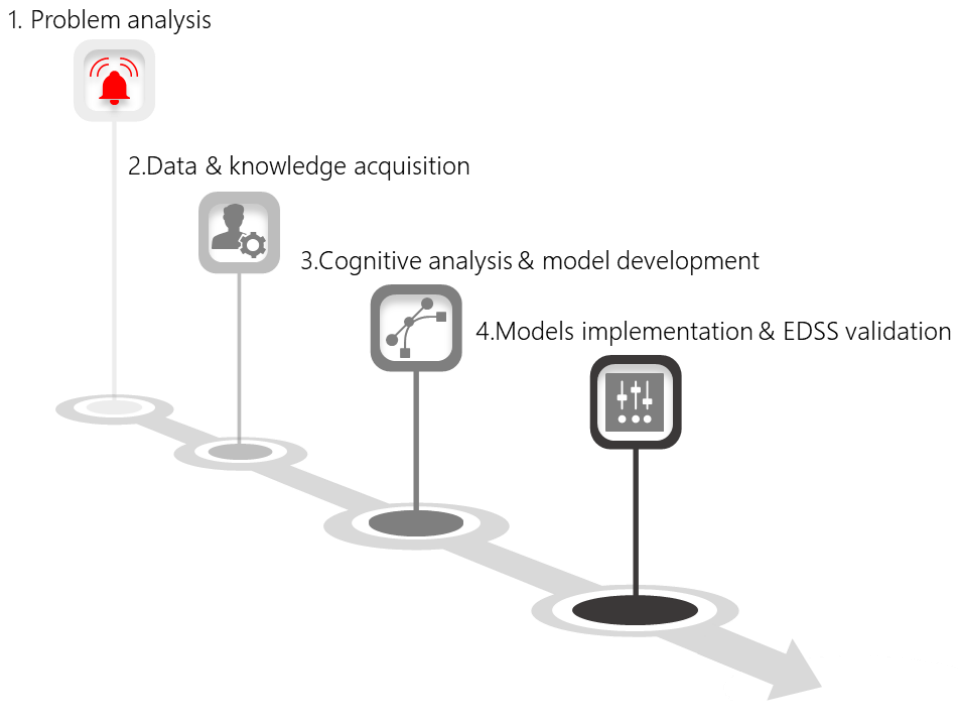 1. Problem analysis
2.Data & knowledge acquisition
3.Cognitive analysis & model development
4.Models implementation & EDSS validation